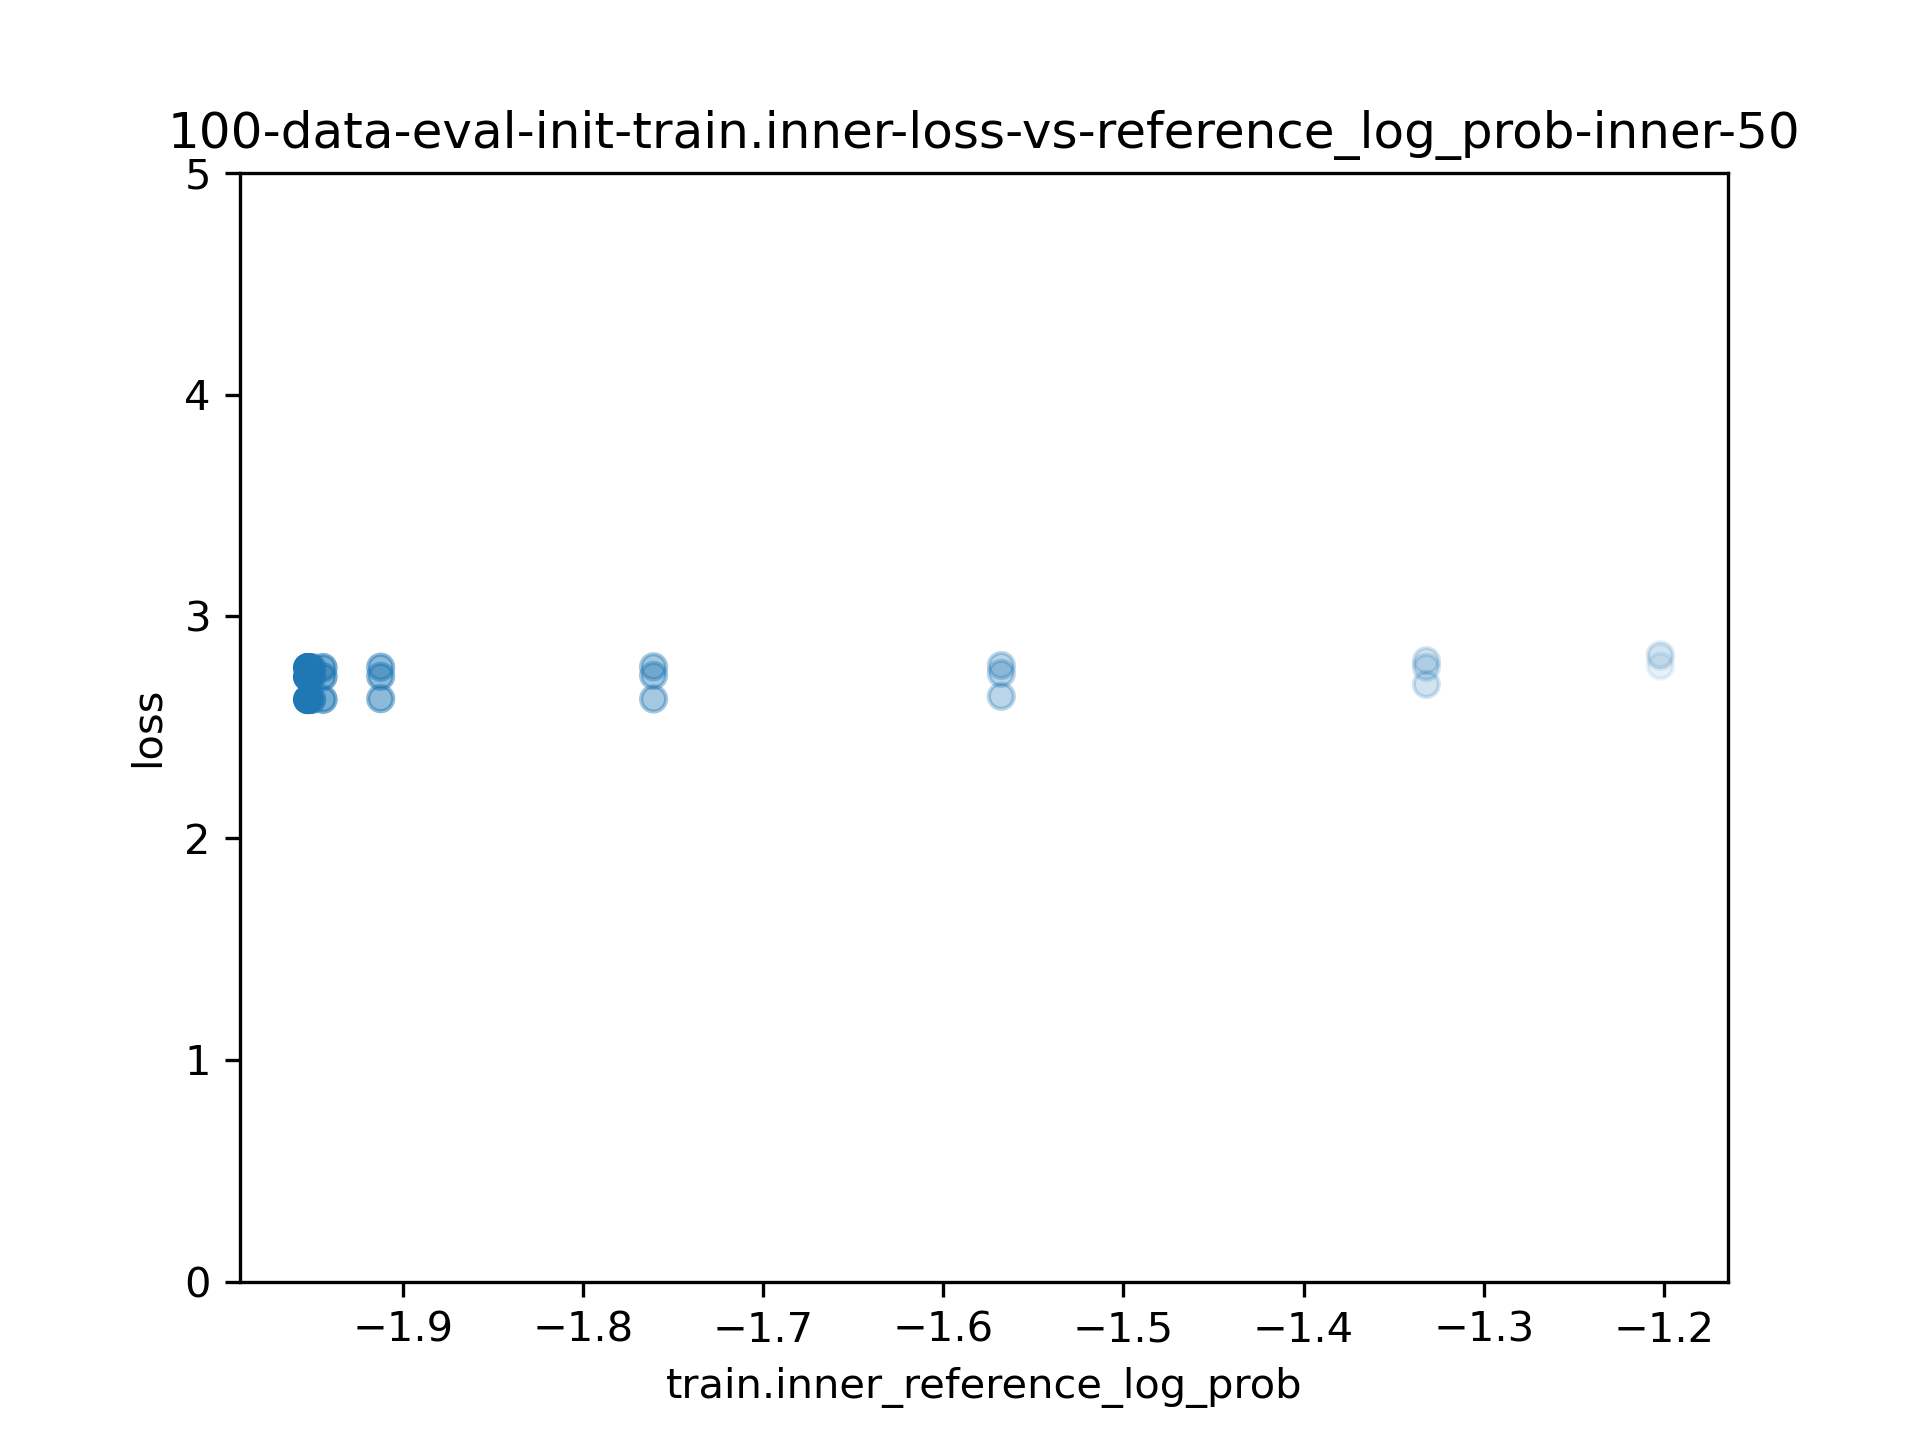 100-data-eval-init-train.inner-loss-vs-reference_log_prob-inner-50
5
4
3
2
1
0
loss
−1.9 −1.8 −1.7 −1.6 −1.5 −1.4 −1.3 −1.2
train.inner_reference_log_prob